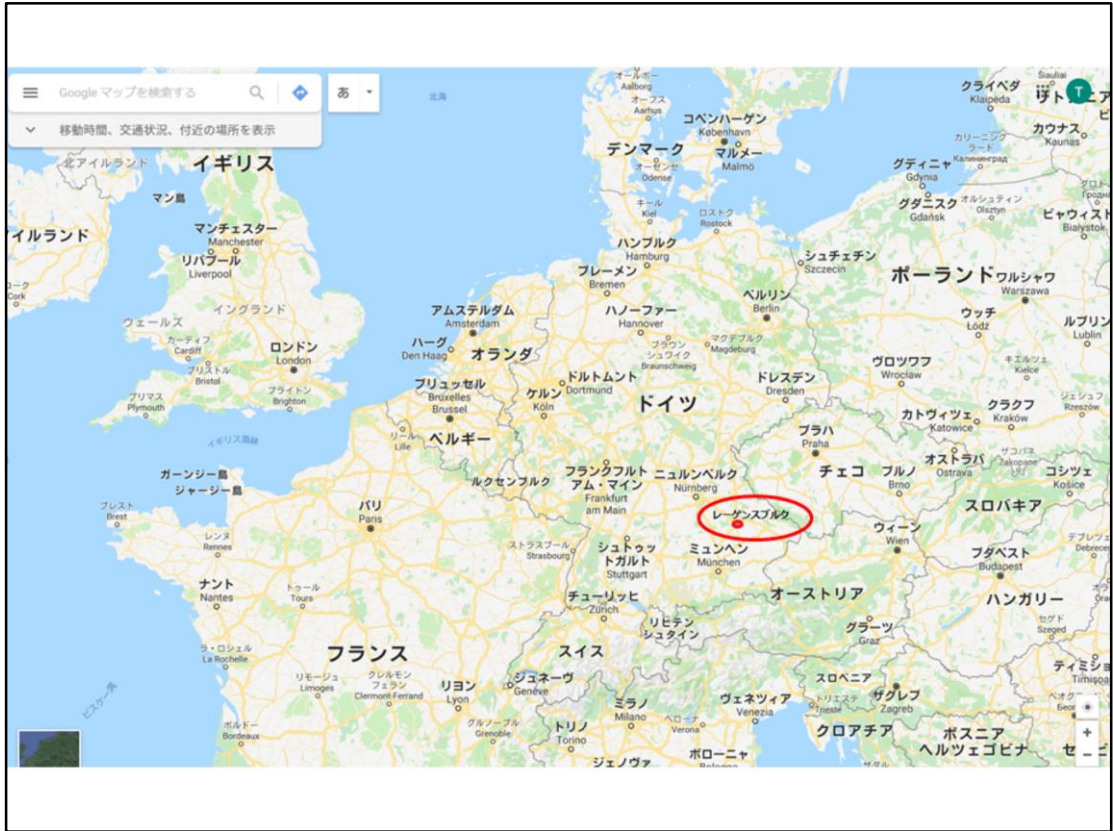 Google マップを検索する
あ
移動時間、交通状況、付近の場所を表示
T
北海
オールボー
Aalborg
オーフス
Aarhus
コペンハーゲン
København
デンマーク
マルメー
Malmö
オーデンセ
Odense
クライペダ
Klaipėda
Šiauliai
カウナス
Kaunas
カリーニングラード
Калининград
北アイルランド
イギリス
マン島
イルランド
マンチェスター
Manchester
リバプール
Liverpool
コーク
Cork
イングランド
ウェールズ
カーディフ
Cardiff
ブリストル
Bristol
ロンドン
London
プリマス
Plymouth
ブライトン
Brighton
イギリス海峡
キール
Kiel
ロストク
Rostock
ハンブルク
Hamburg
ブレーメン
Bremen
シュチェチン
Szczecin
グディニャ
Gdynia
グダニスク
Gdańsk
オルシュティン
Olsztyn
ビャウィスト
Białystok
ポーランド
ワルシャワ
Warszawa
アムステルダム
Amsterdam
ハーグ
Den Haag
オランダ
ハノーファー
Hannover
ベルリン
Berlin
ブラウン
シュワイク
Braunschweig
マクデブルク
Magdeburg
ウッチ
Łódź
ルブリン
Lublin
ブリュッセル
Bruxelles
Brussel
ケルン
Köln
ドルトムント
Dortmund
ドイツ
ドレスデン
Dresden
ヴロツワフ
Wrocław
キエルツェ
Kielce
リール
Lille
ベルギー
プラハ
Praha
カトヴィツェ
Katowice
クラクフ
Kraków
ジェシュフ
Rzeszów
ガーンジー島
ジャージー島
ルクセンブルク
フランクフルト
アム・マイン
Frankfurt
am Main
ニュルンベルク
Nürnberg
チェコ
ブルノ
Brno
オストラバ
Ostrava
ザコパネ
Zakopane
コシツェ
Košice
ブレスト
Brest
パリ
Paris
レーゲンスブルク
スロバキア
レンヌ
Rennes
ストラスブール
Strasbourg
シュトゥッ
トガルト
Stuttgart
ミュンヘン
München
ウィーン
Wien
ブダペスト
Budapest
デブレツェ
Debrecen
ナント
Nantes
トゥール
Tours
チューリッヒ
Zürich
オーストリア
ハンガリー
リヒテン
シュタイン
グラーツ
Graz
セゲド
Szeged
ラ・ロシェル
La Rochelle
フランス
スイス
リモージュ
Limoges
クレルモン
フェラン
Clermont-Ferrand
リヨン
Lyon
ジュネーヴ
Genève
スロベニア
ティミショ
Timișoa
ビスケー湾
ミラノ
Milano
ヴェローナ
Verona
ヴェネツィア
Venezia
トリエステ
Trieste
ザグレブ
Zagreb
ボルドー
Bordeaux
グルノーブル
Grenoble
トリノ
Torino
クロアチア
ボスニア
ヘルツェゴビナ
ジェノヴァ
ボローニャ
Bologna
+
−